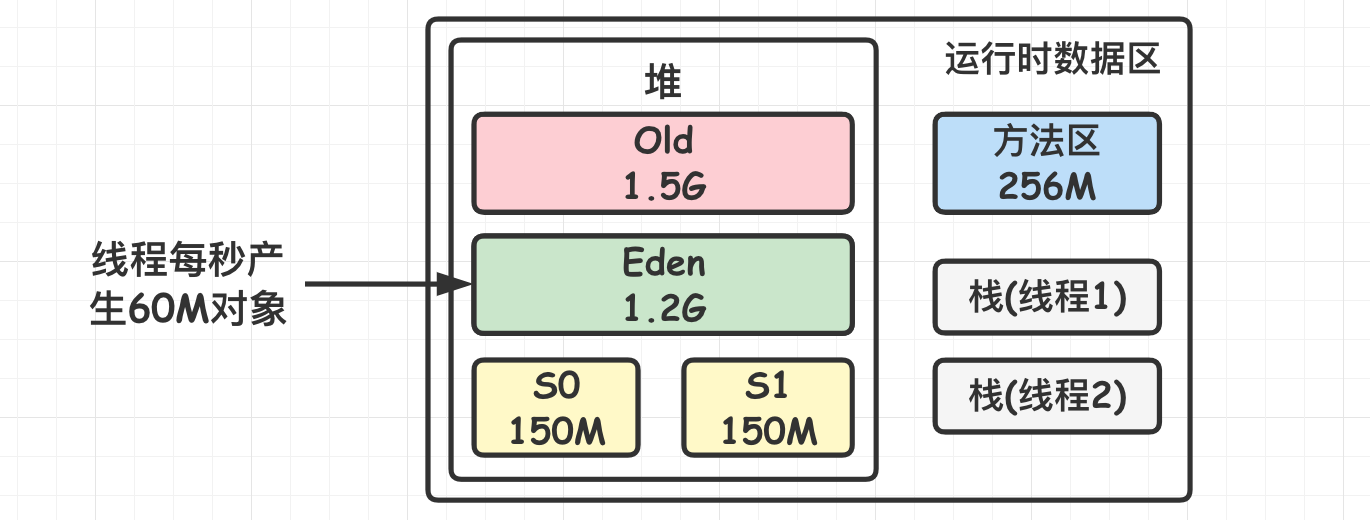 线程每秒产
生60M对象
堆
Old
1.5G
Eden
1.2G
S0
150M
S1
150M
运行时数据区
方法区
256M
栈(线程1)
栈(线程2)